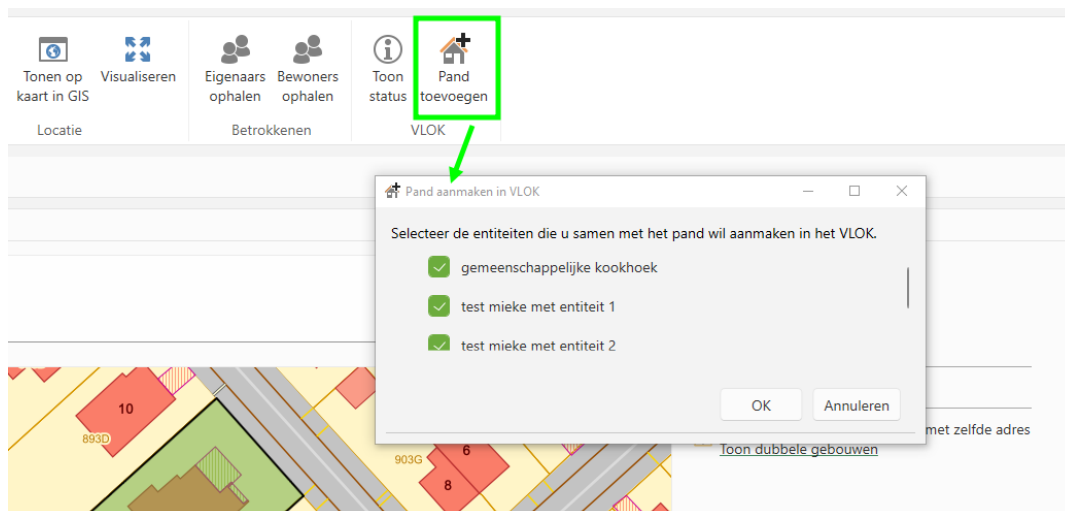 Tonen op
kaart in GIS
Visualiseren
Eigenaars
ophalen
Bewoners
ophalen
Toon
status
Pand
toevoegen
Locatie
Betrokkenen
VLOK
Pand aanmaken in VLOK
Selecteer de entiteiten die u samen met het pand wil aanmaken in het VLOK.
gemeenschappelijke kookhoek
test mieke met entiteit 1
test mieke met entiteit 2
OK
Annuleren
met zelfde adres
Toon dubbele gebouwen
10
893D
903G
6
8